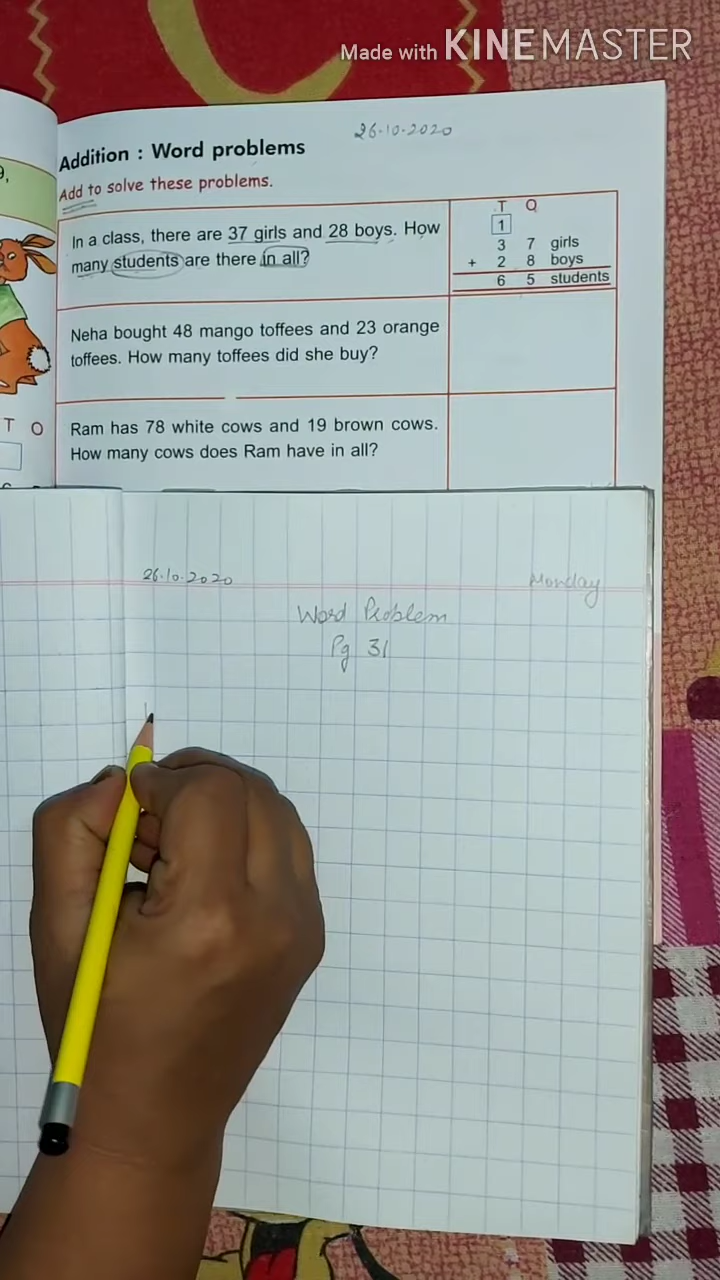 Made with KINEMASTER
26.10.2020
Addition : Word problems
Add to solve these problems.
In a class, there are 37 girls and 28 boys. How
many students are there in all?
T O
1
3 7 girls
+ 2 8 boys
6 5 students
Neha bought 48 mango toffees and 23 orange
toffees. How many toffees did she buy?
Ram has 78 white cows and 19 brown cows.
How many cows does Ram have in all?
T O
26.10.2020 Monday
Word Problem
Pg 31